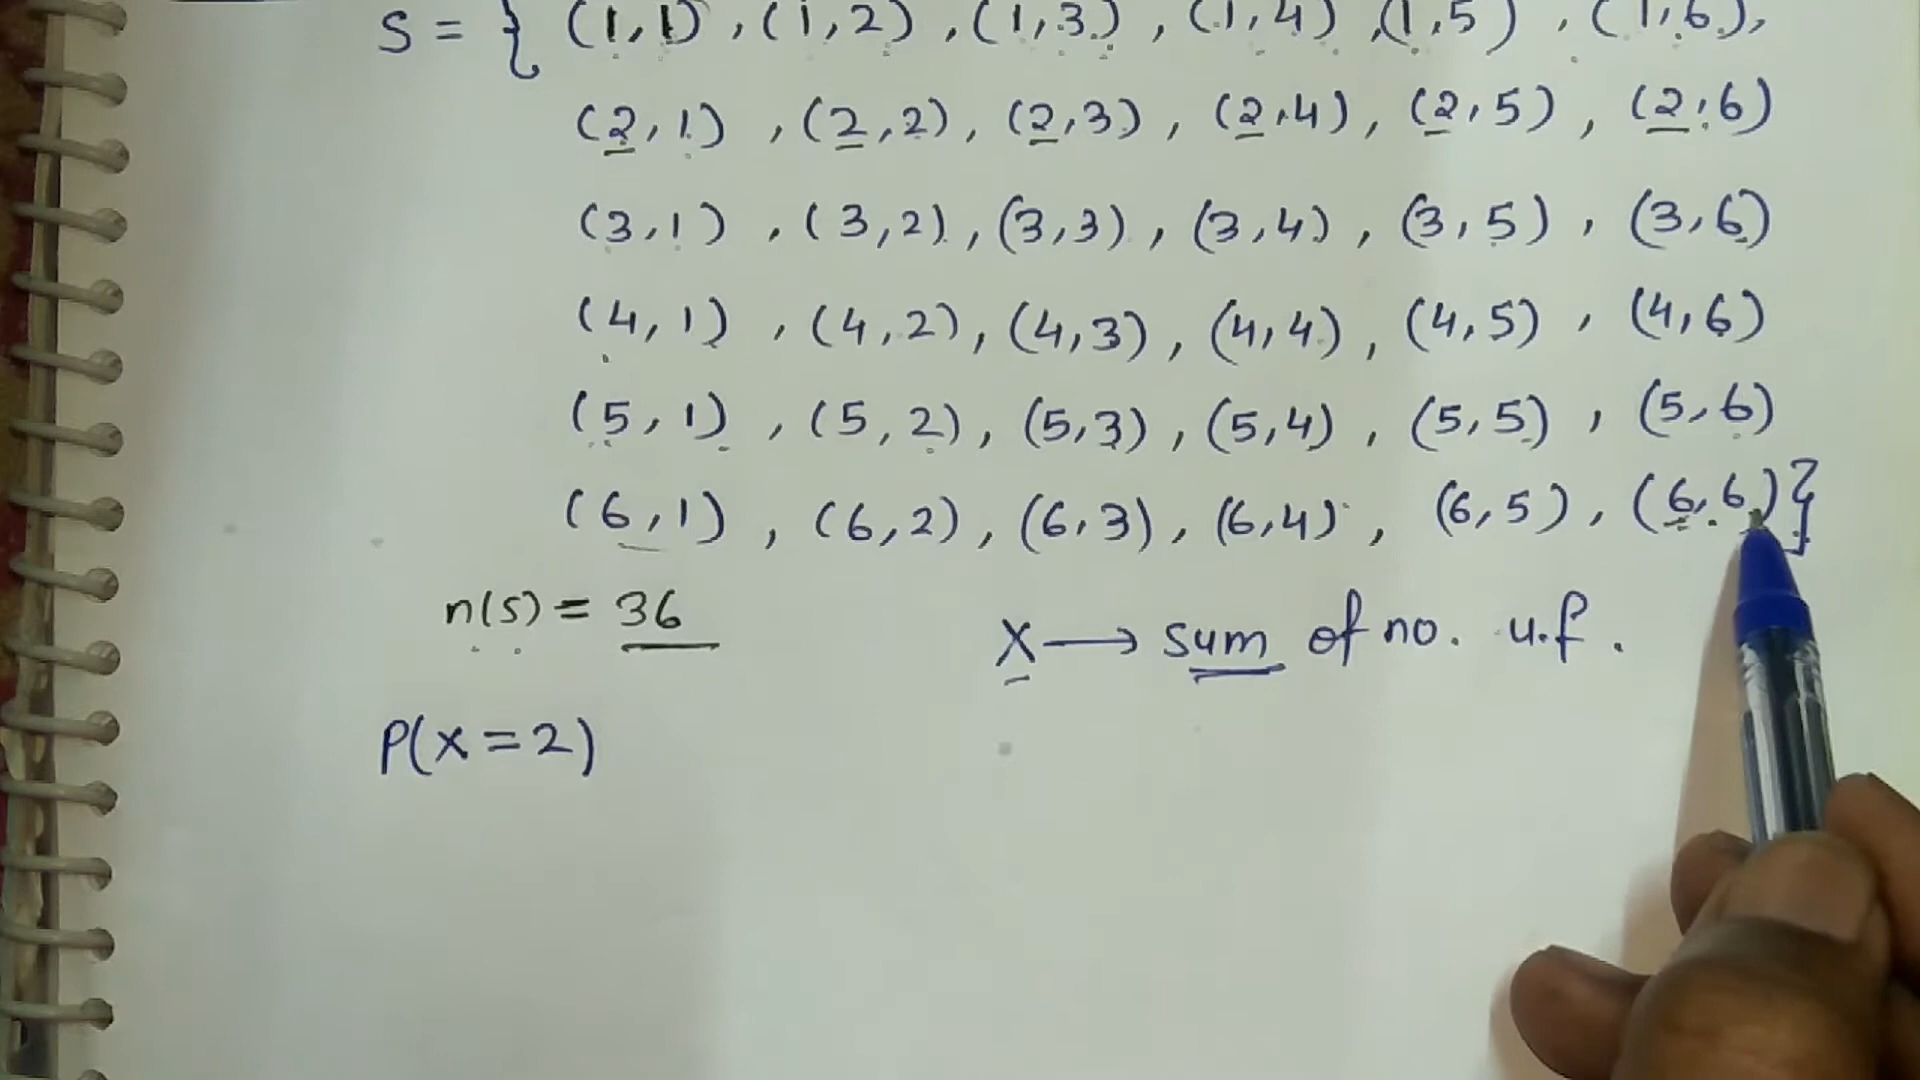 S = { (1,1), (1,2), (1,3), (1,4), (1,5), (1,6),
(2,1), (2,2), (2,3), (2,4), (2,5), (2,6)
(3,1), (3,2), (3,3), (3,4), (3,5), (3,6)
(4,1), (4,2), (4,3), (4,4), (4,5), (4,6)
(5,1), (5,2), (5,3), (5,4), (5,5), (5,6)
(6,1), (6,2), (6,3), (6,4), (6,5), (6,6)}
n(s) = 36
X → sum of no. u.f.
P(x=2)